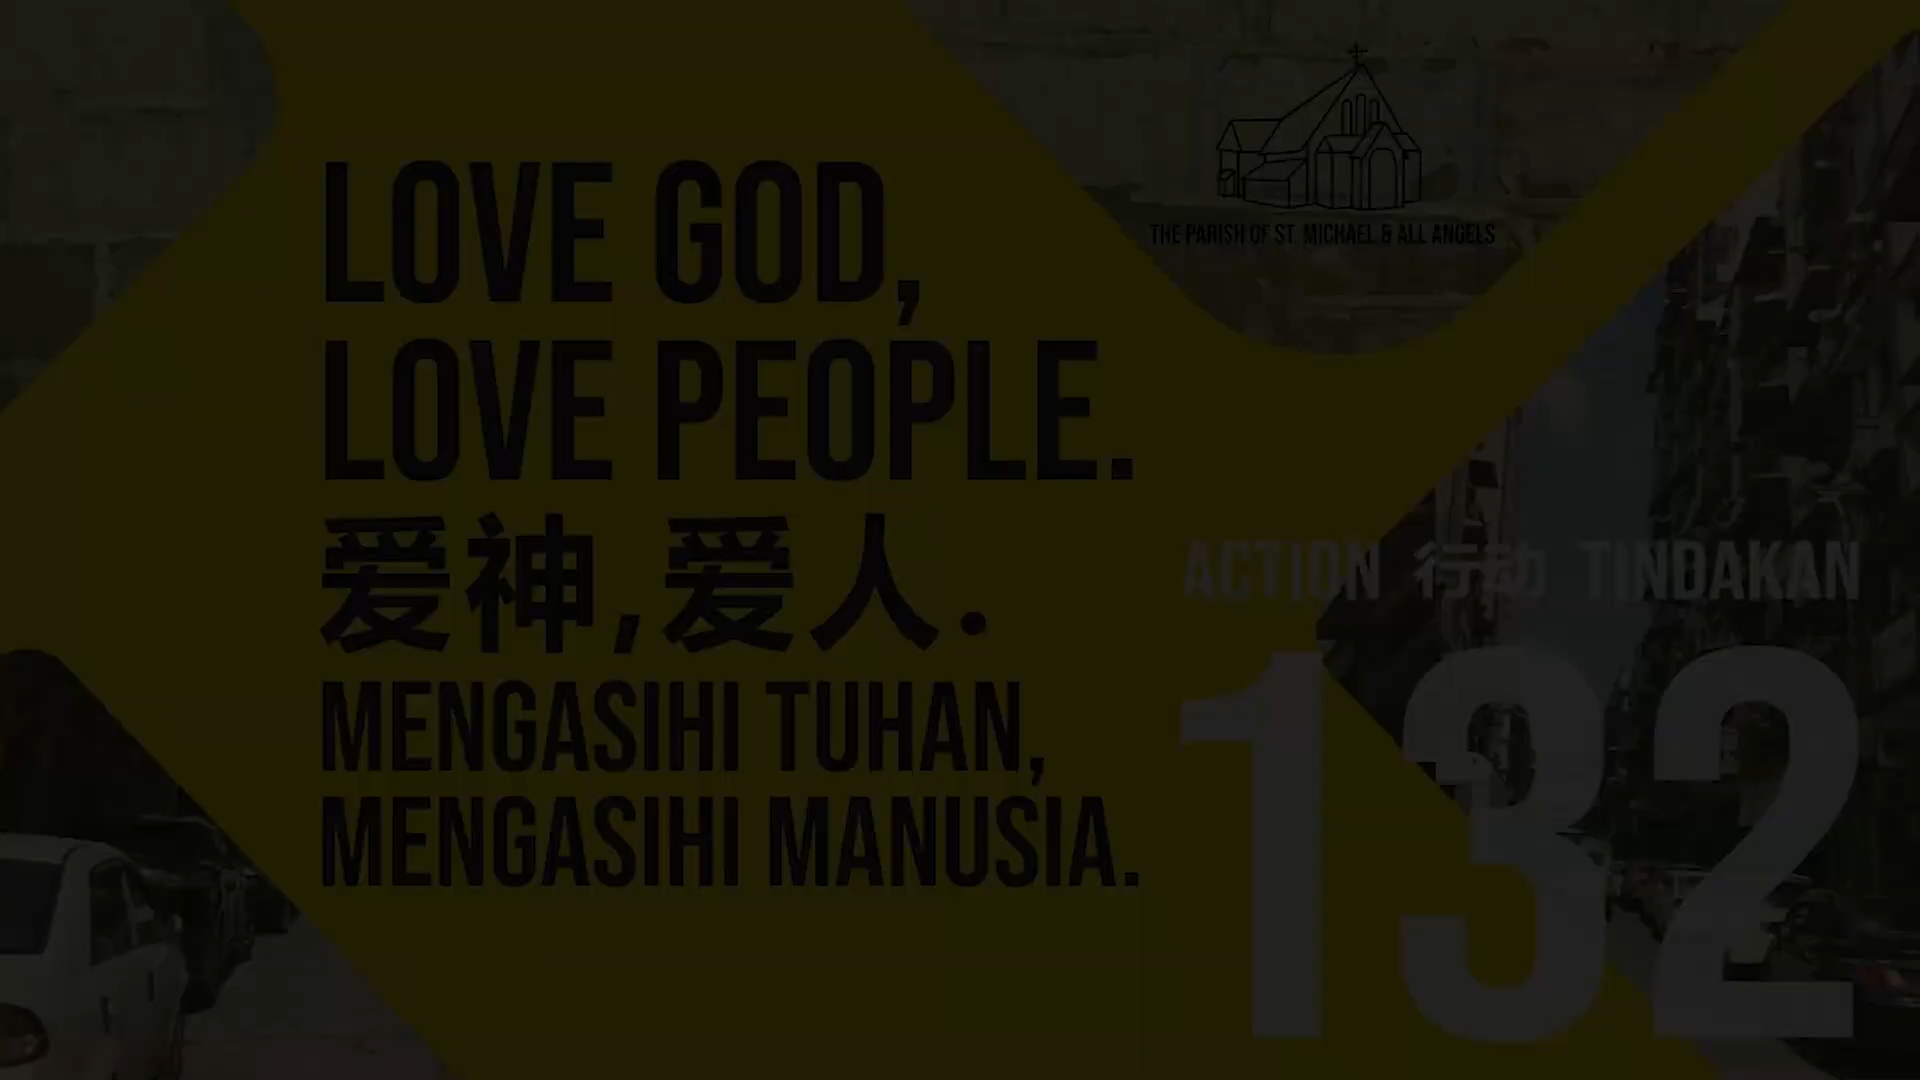 THE PARISH OF ST. MICHAEL & ALL ANGELS
LOVE GOD,
LOVE PEOPLE.
爱神,爱人.
MENGASIHI TUHAN,
MENGASIHI MANUSIA.
ACTION 行动 TINDAKAN
132